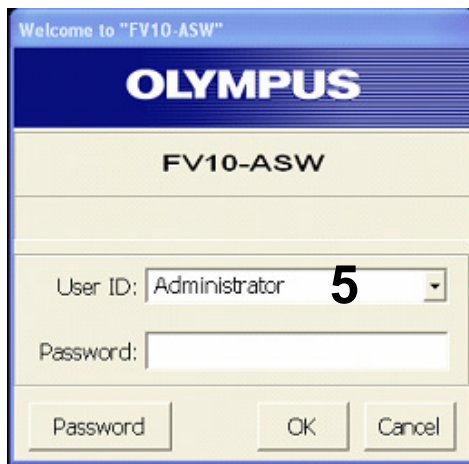 Welcome to "FV10-ASW"
OLYMPUS
FV10-ASW
User ID: Administrator 5
Password:
Password OK Cancel